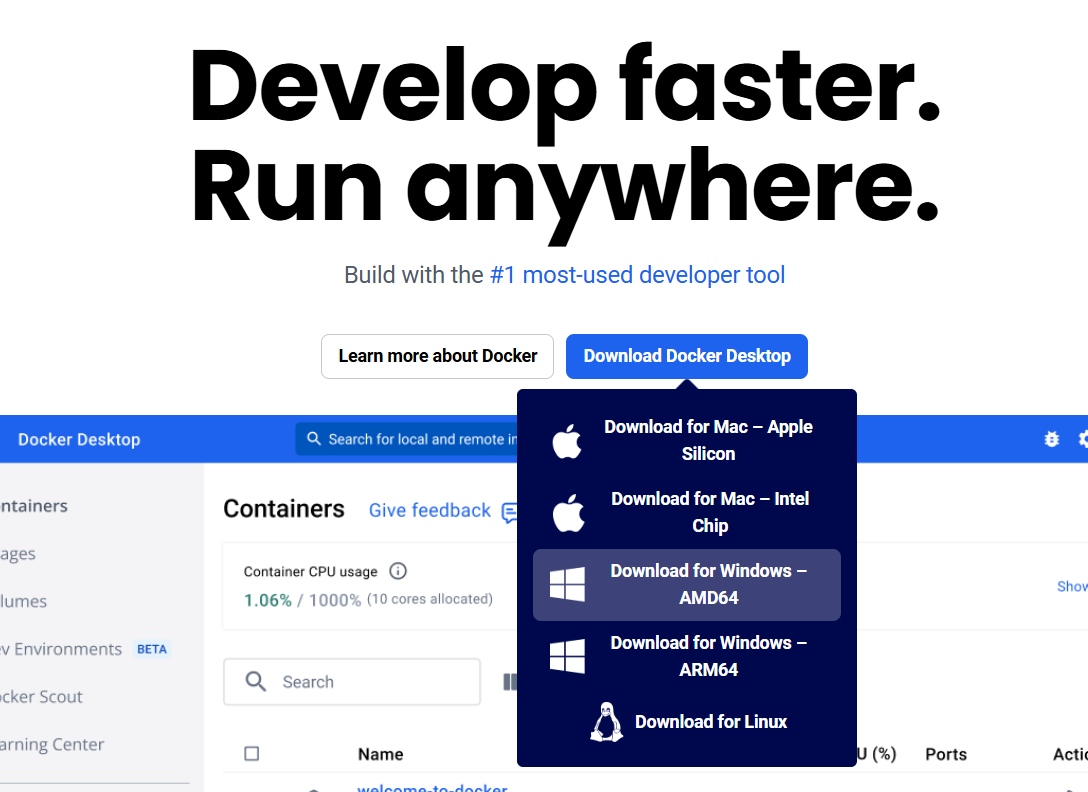 Develop faster.
Run anywhere.
Build with the #1 most-used developer tool
Learn more about Docker
Download Docker Desktop
Download for Mac – Apple
Silicon
Download for Mac – Intel
Chip
Download for Windows –
AMD64
Download for Windows –
ARM64
Download for Linux
Docker Desktop
Search for local and remote in
ntainers
ages
lumes
v Environments BETA
cker Scout
arning Center
Containers
Give feedback
Container CPU usage
1.06% / 1000% (10 cores allocated)
Show
Search
Name
U (%)
Ports
Actio
welcome-to-docker